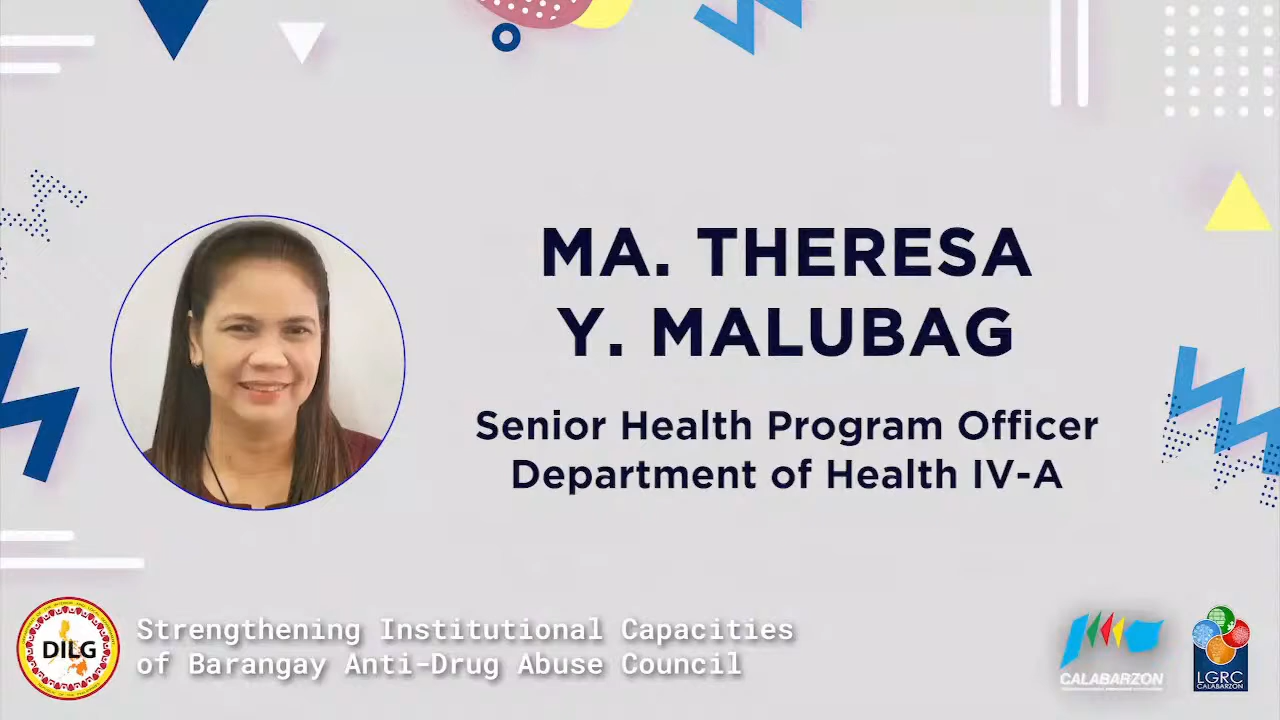 MA. THERESA
Y. MALUBAG
Senior Health Program Officer
Department of Health IV-A
DILG
Strengthening Institutional Capacities
of Barangay Anti-Drug Abuse Council
CALABARZON
LGRC
CALABARZON